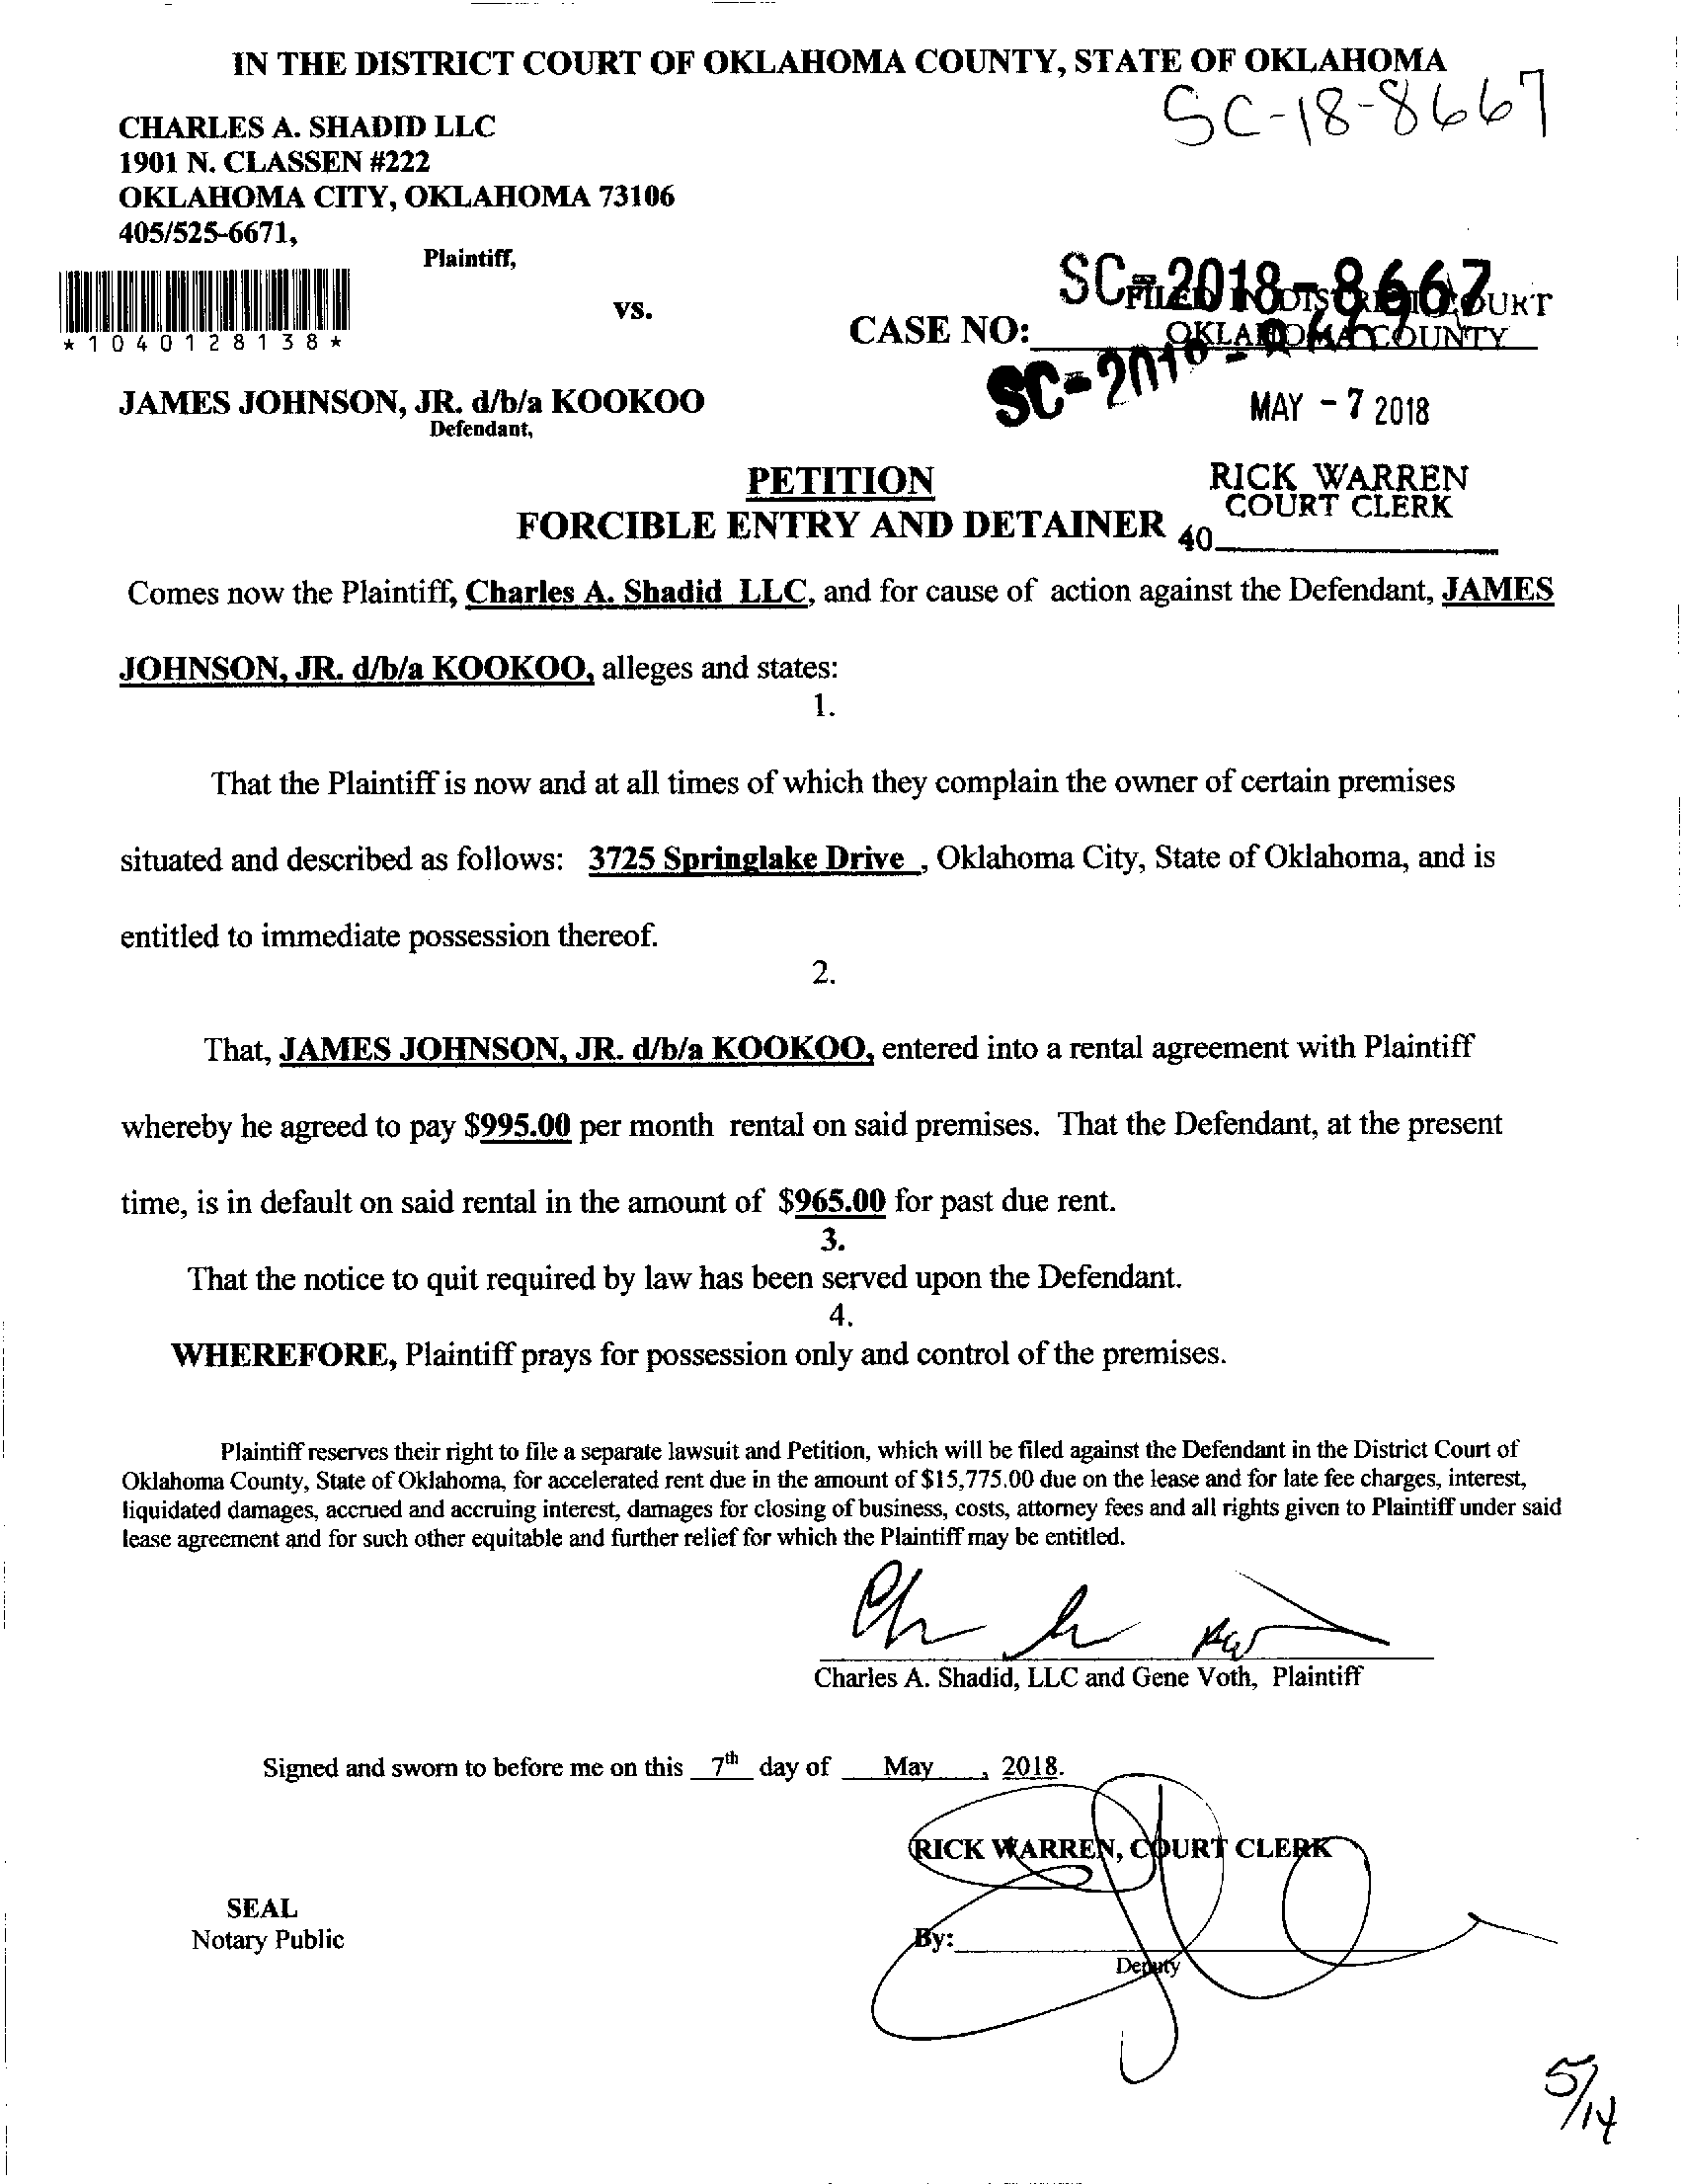 IN THE DISTRICT COURT OF OKLAHOMA COUNTY, STATE OF OKLAHOMA
SC-18-8667
CHARLES A. SHADID LLC
1901 N. CLASSEN #222
OKLAHOMA CITY, OKLAHOMA 73106
405/525-6671,
Plaintiff,
*1040128138*
vs.
SC-2018-8667
FILED IN DISTRICT COURT
CASE NO: OKLAHOMA COUNTY
SC-201
JAMES JOHNSON, JR. d/b/a KOOKOO
MAY - 7 2018
Defendant,
PETITION
RICK WARREN
COURT CLERK
FORCIBLE ENTRY AND DETAINER
40
Comes now the Plaintiff, Charles A. Shadid LLC, and for cause of action against the Defendant, JAMES
JOHNSON, JR. d/b/a KOOKOO, alleges and states:
1.
That the Plaintiff is now and at all times of which they complain the owner of certain premises
situated and described as follows: 3725 Springlake Drive , Oklahoma City, State of Oklahoma, and is
entitled to immediate possession thereof.
2.
That, JAMES JOHNSON, JR. d/b/a KOOKOO, entered into a rental agreement with Plaintiff
whereby he agreed to pay $995.00 per month rental on said premises. That the Defendant, at the present
time, is in default on said rental in the amount of $965.00 for past due rent.
3.
That the notice to quit required by law has been served upon the Defendant.
4.
WHEREFORE, Plaintiff prays for possession only and control of the premises.
Plaintiff reserves their right to file a separate lawsuit and Petition, which will be filed against the Defendant in the District Court of
Oklahoma County, State of Oklahoma, for accelerated rent due in the amount of $15,775.00 due on the lease and for late fee charges, interest,
liquidated damages, accrued and accruing interest, damages for closing of business, costs, attorney fees and all rights given to Plaintiff under said
lease agreement and for such other equitable and further relief for which the Plaintiff may be entitled.
Charles A. Shadid, LLC and Gene Voth, Plaintiff
Signed and sworn to before me on this 7th day of May , 2018.
RICK WARREN, COURT CLERK
SEAL
Notary Public
By:
Deputy
5/14